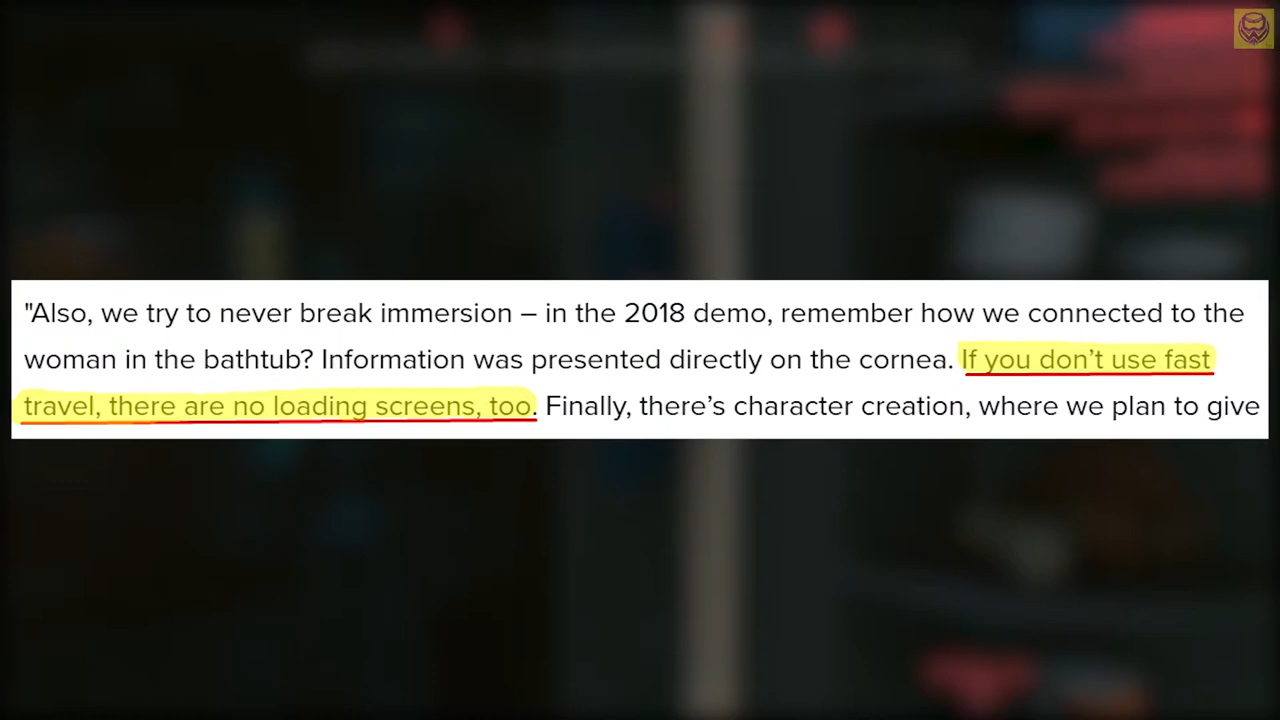 "Also, we try to never break immersion – in the 2018 demo, remember how we connected to the
woman in the bathtub? Information was presented directly on the cornea. If you don’t use fast
travel, there are no loading screens, too. Finally, there’s character creation, where we plan to give